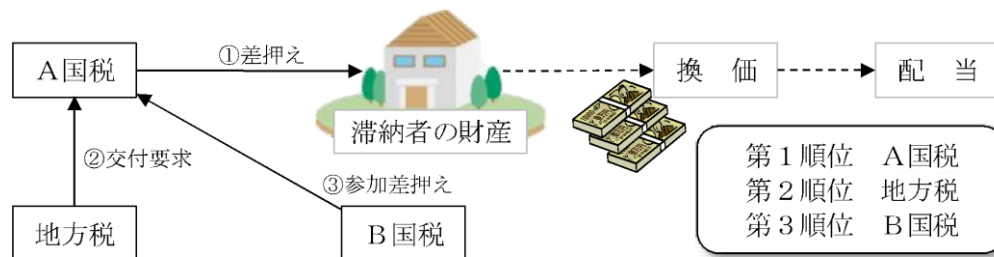 A国税
①差押え
滞納者の財産
換　価
配　当
②交付要求
③参加差押え
地方税
B国税
第１順位　A国税
第２順位　地方税
第３順位　B国税